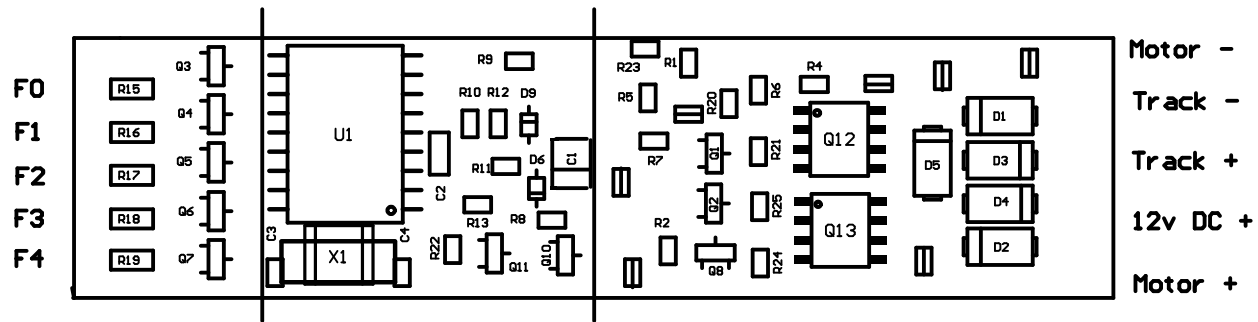 F0
F1
F2
F3
F4
R15
R16
R17
R18
R19
Q3
Q4
Q5
Q6
Q7
U1
C3
X1
C4
C2
R22
R9
R10
R12
D9
R11
D6
R13
R8
Q11
Q10
C1
R23
R1
R5
R20
R6
R4
R7
Q1
R21
Q2
R25
R2
Q8
R24
Q12
Q13
D5
D1
D3
D4
D2
Motor -
Track -
Track +
12v DC +
Motor +